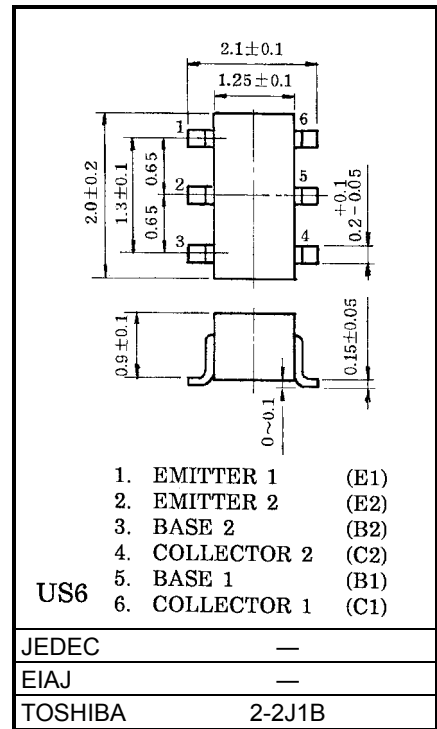 2.1±0.1
1.25±0.1
1
6
2
5
3
4
2.0±0.2
1.3±0.1
0.65
0.65
+0.1
0.2-0.05
0.9±0.1
0~0.1
0.15±0.05
1. EMITTER 1 (E1)
2. EMITTER 2 (E2)
3. BASE 2 (B2)
4. COLLECTOR 2 (C2)
5. BASE 1 (B1)
6. COLLECTOR 1 (C1)
US6
JEDEC —
EIAJ —
TOSHIBA 2-2J1B